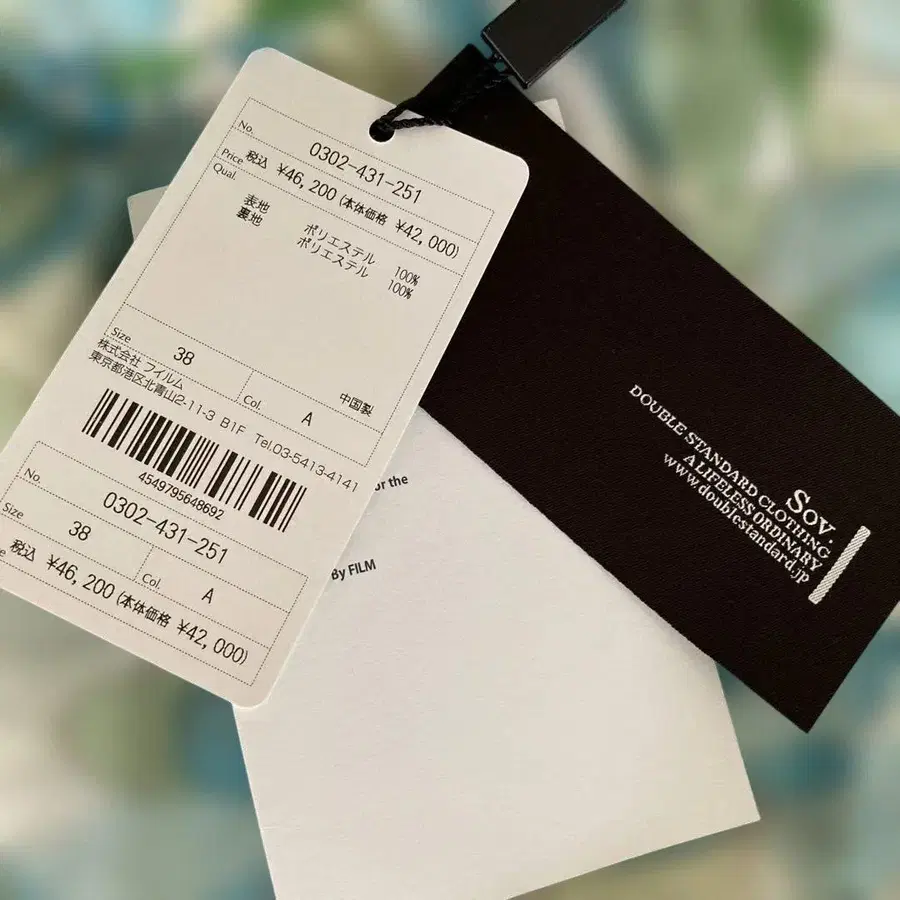 No. 0302-431-251
Price 税込 ¥46,200 (本体価格 ¥42,000)
Qual.
表地 ポリエステル 100%
裏地 ポリエステル 100%
Size 38
中国製
Col. A
株式会社 フイルム
東京都港区北青山2-11-3 B1F Tel.03-5413-4141
4549795648692
No. 0302-431-251
Size 38 Col. A
税込 ¥46,200 (本体価格 ¥42,000)
or the
By FILM
Sov.
DOUBLE STANDARD CLOTHING
A LIFELESS ORDINARY
www.doublestandard.jp